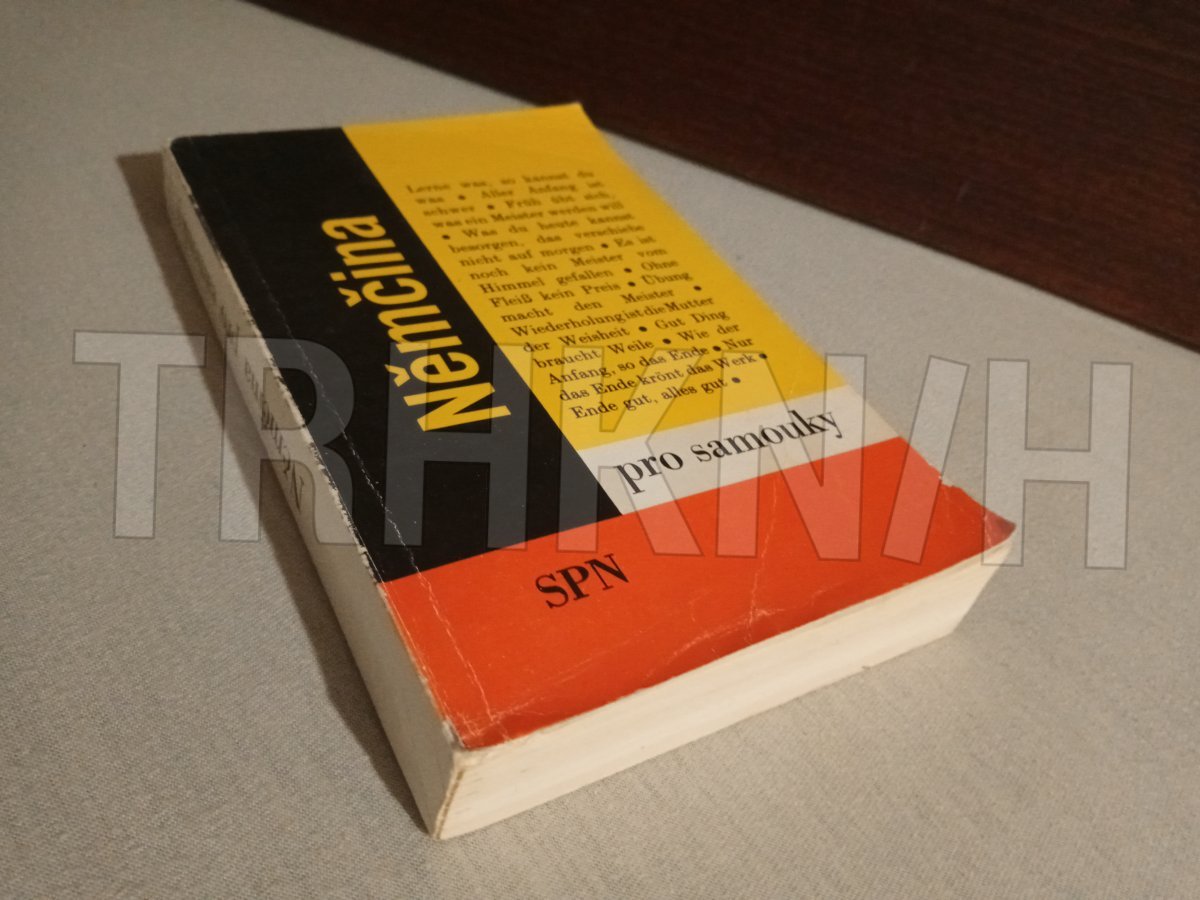 Němčina
Lerne was, so kannst du
was • Aller Anfang ist
schwer • Früh übt sich,
was ein Meister werden will
• Was du heute kannst
besorgen, das verschiebe
nicht auf morgen • Es ist
noch kein Meister vom
Himmel gefallen • Ohne
Fleiß kein Preis • Übung
macht den Meister •
Wiederholung ist die Mutter
der Weisheit • Gut Ding
braucht Weile • Wie der
Anfang, so das Ende • Nur
das Ende krönt das Werk •
Ende gut, alles gut •
pro samouky
SPN
TRHKNIH